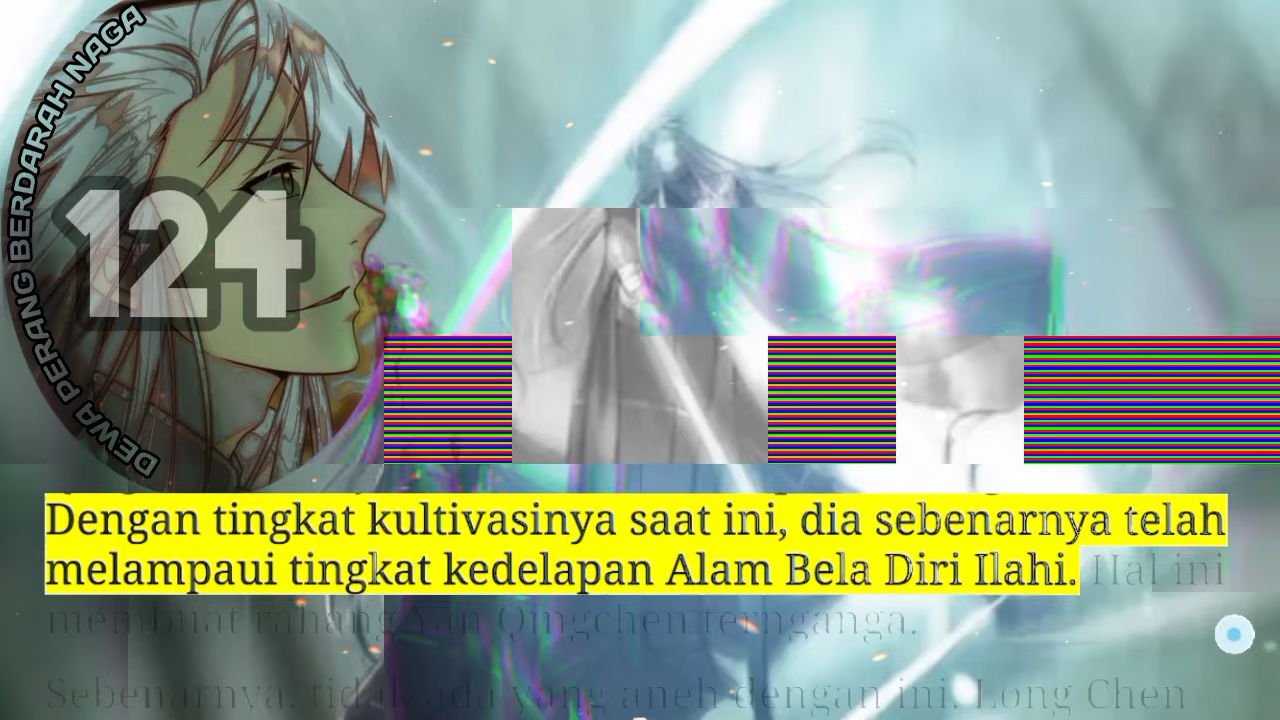 DEWA PERANG BERDARAH NAGA
124
Dengan tingkat kultivasinya saat ini, dia sebenarnya telah
melampaui tingkat kedelapan Alam Bela Diri Ilahi. Hal ini
membuat rahang Yan Qingchen ternganga.
Sebenarnya, tidak ada yang aneh dengan ini. Long Chen